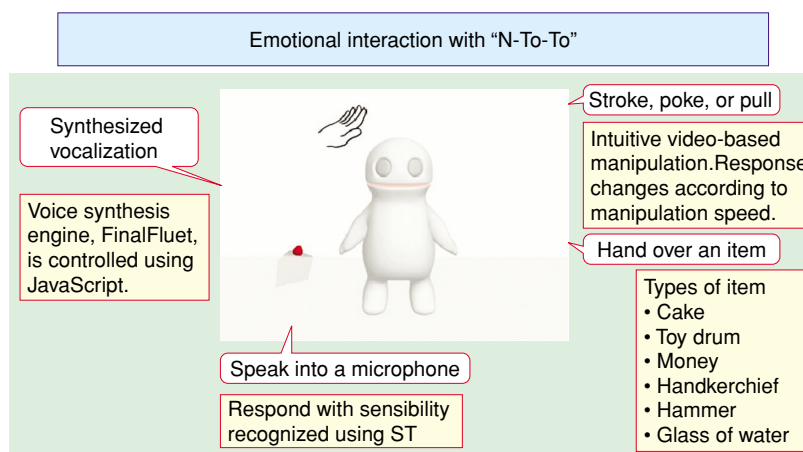 Emotional interaction with “N-To-To”
Synthesized
vocalization
Voice synthesis
engine, FinalFluet,
is controlled using
JavaScript.
Stroke, poke, or pull
Intuitive video-based
manipulation.Response
changes according to
manipulation speed.
Hand over an item
Types of item
• Cake
• Toy drum
• Money
• Handkerchief
• Hammer
• Glass of water
Speak into a microphone
Respond with sensibility
recognized using ST